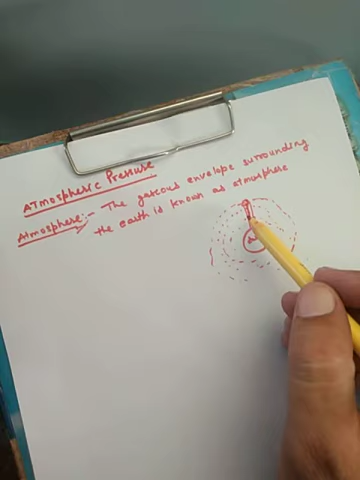 Atmospheric Pressure
Atmosphere:- The gaseous envelope surrounding
the earth is known as atmosphere